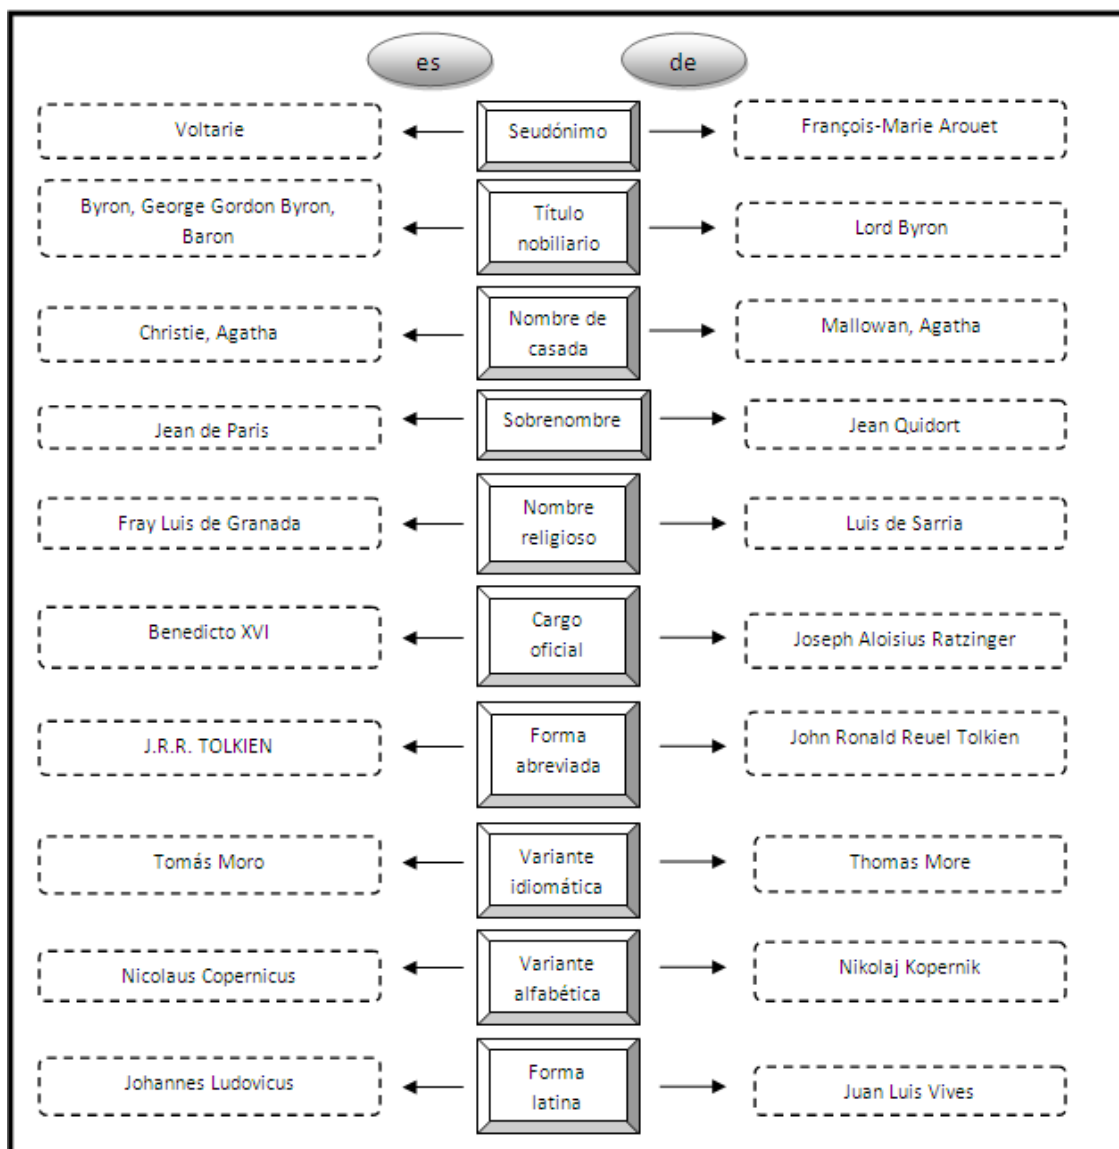 es
de
Voltarie
Seudónimo
François-Marie Arouet
Byron, George Gordon Byron,
Baron
Título
nobiliario
Lord Byron
Christie, Agatha
Nombre de
casada
Mallowan, Agatha
Jean de Paris
Sobrenombre
Jean Quidort
Fray Luis de Granada
Nombre
religioso
Luis de Sarria
Benedicto XVI
Cargo
oficial
Joseph Aloisius Ratzinger
J.R.R. TOLKIEN
Forma
abreviada
John Ronald Reuel Tolkien
Tomás Moro
Variante
idiomática
Thomas More
Nicolaus Copernicus
Variante
alfabética
Nikolaj Kopernik
Johannes Ludovicus
Forma
latina
Juan Luis Vives